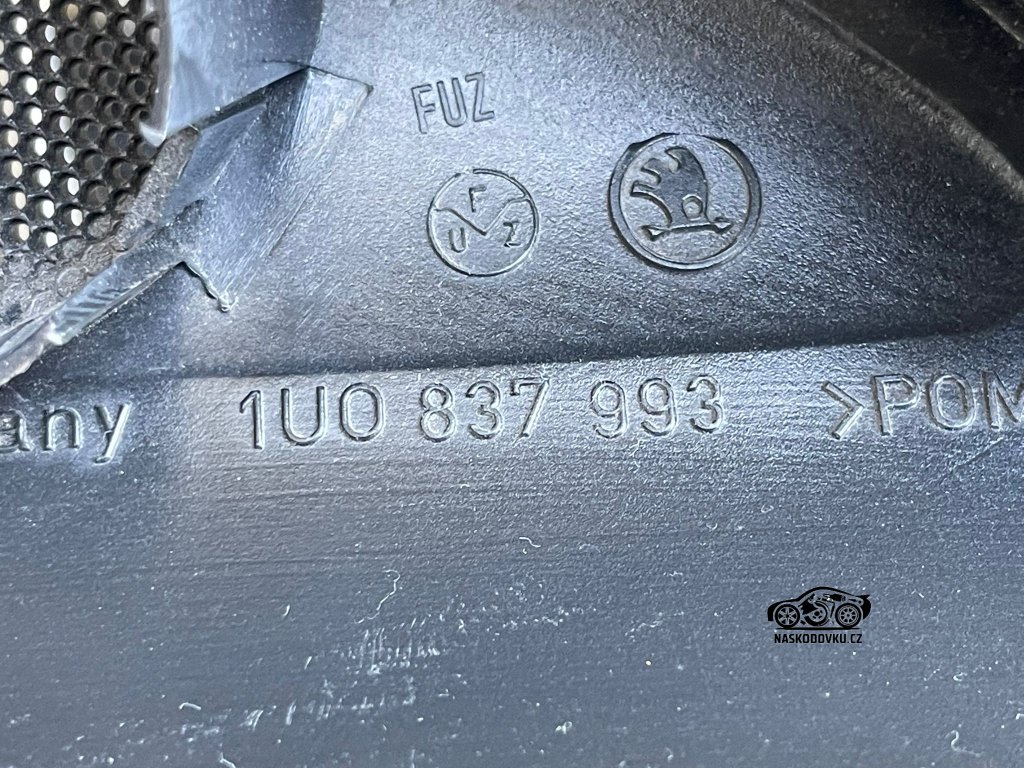 FUZ
F
U Z
any 1U0 837 993 >POM
NASKODOVKU.CZ